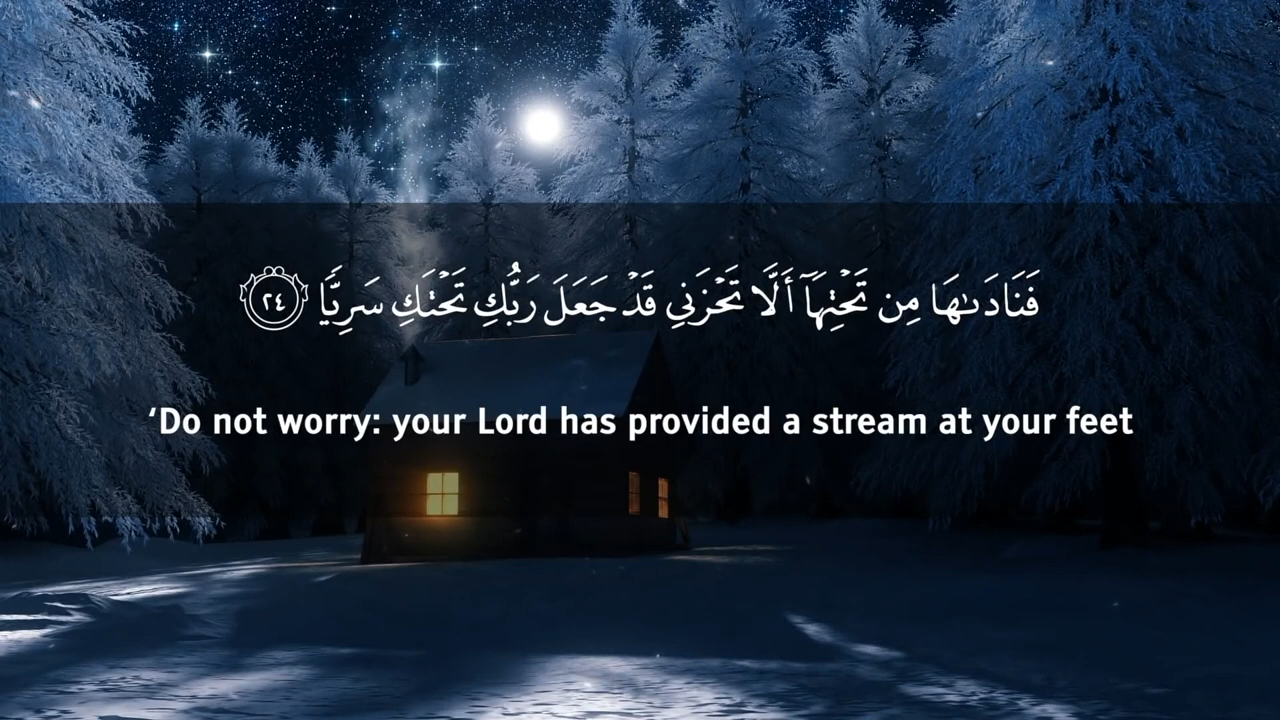 فَنَادَىٰهَا مِن تَحْتِهَآ أَلَّا تَحْزَنِي قَدْ جَعَلَ رَبُّكِ تَحْتَكِ سَرِيًّا ٢٤
‘Do not worry: your Lord has provided a stream at your feet